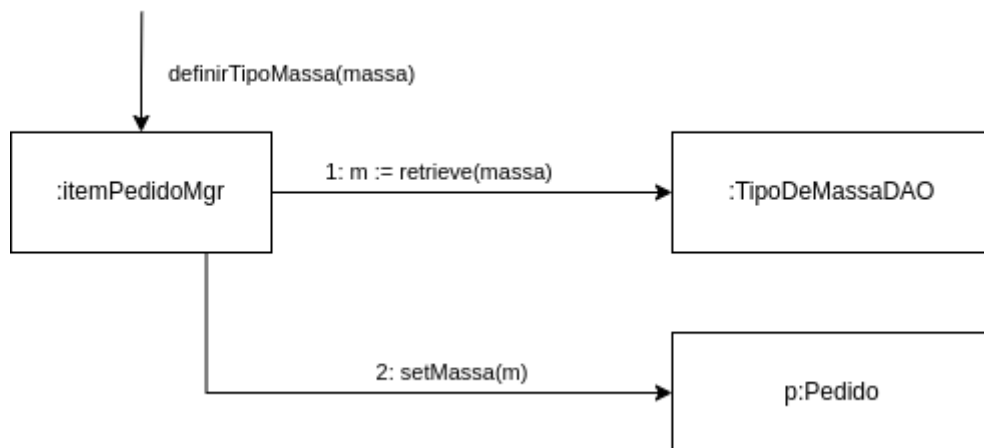 definirTipoMassa(massa)
:itemPedidoMgr
1: m := retrieve(massa)
:TipoDeMassaDAO
2: setMassa(m)
p:Pedido